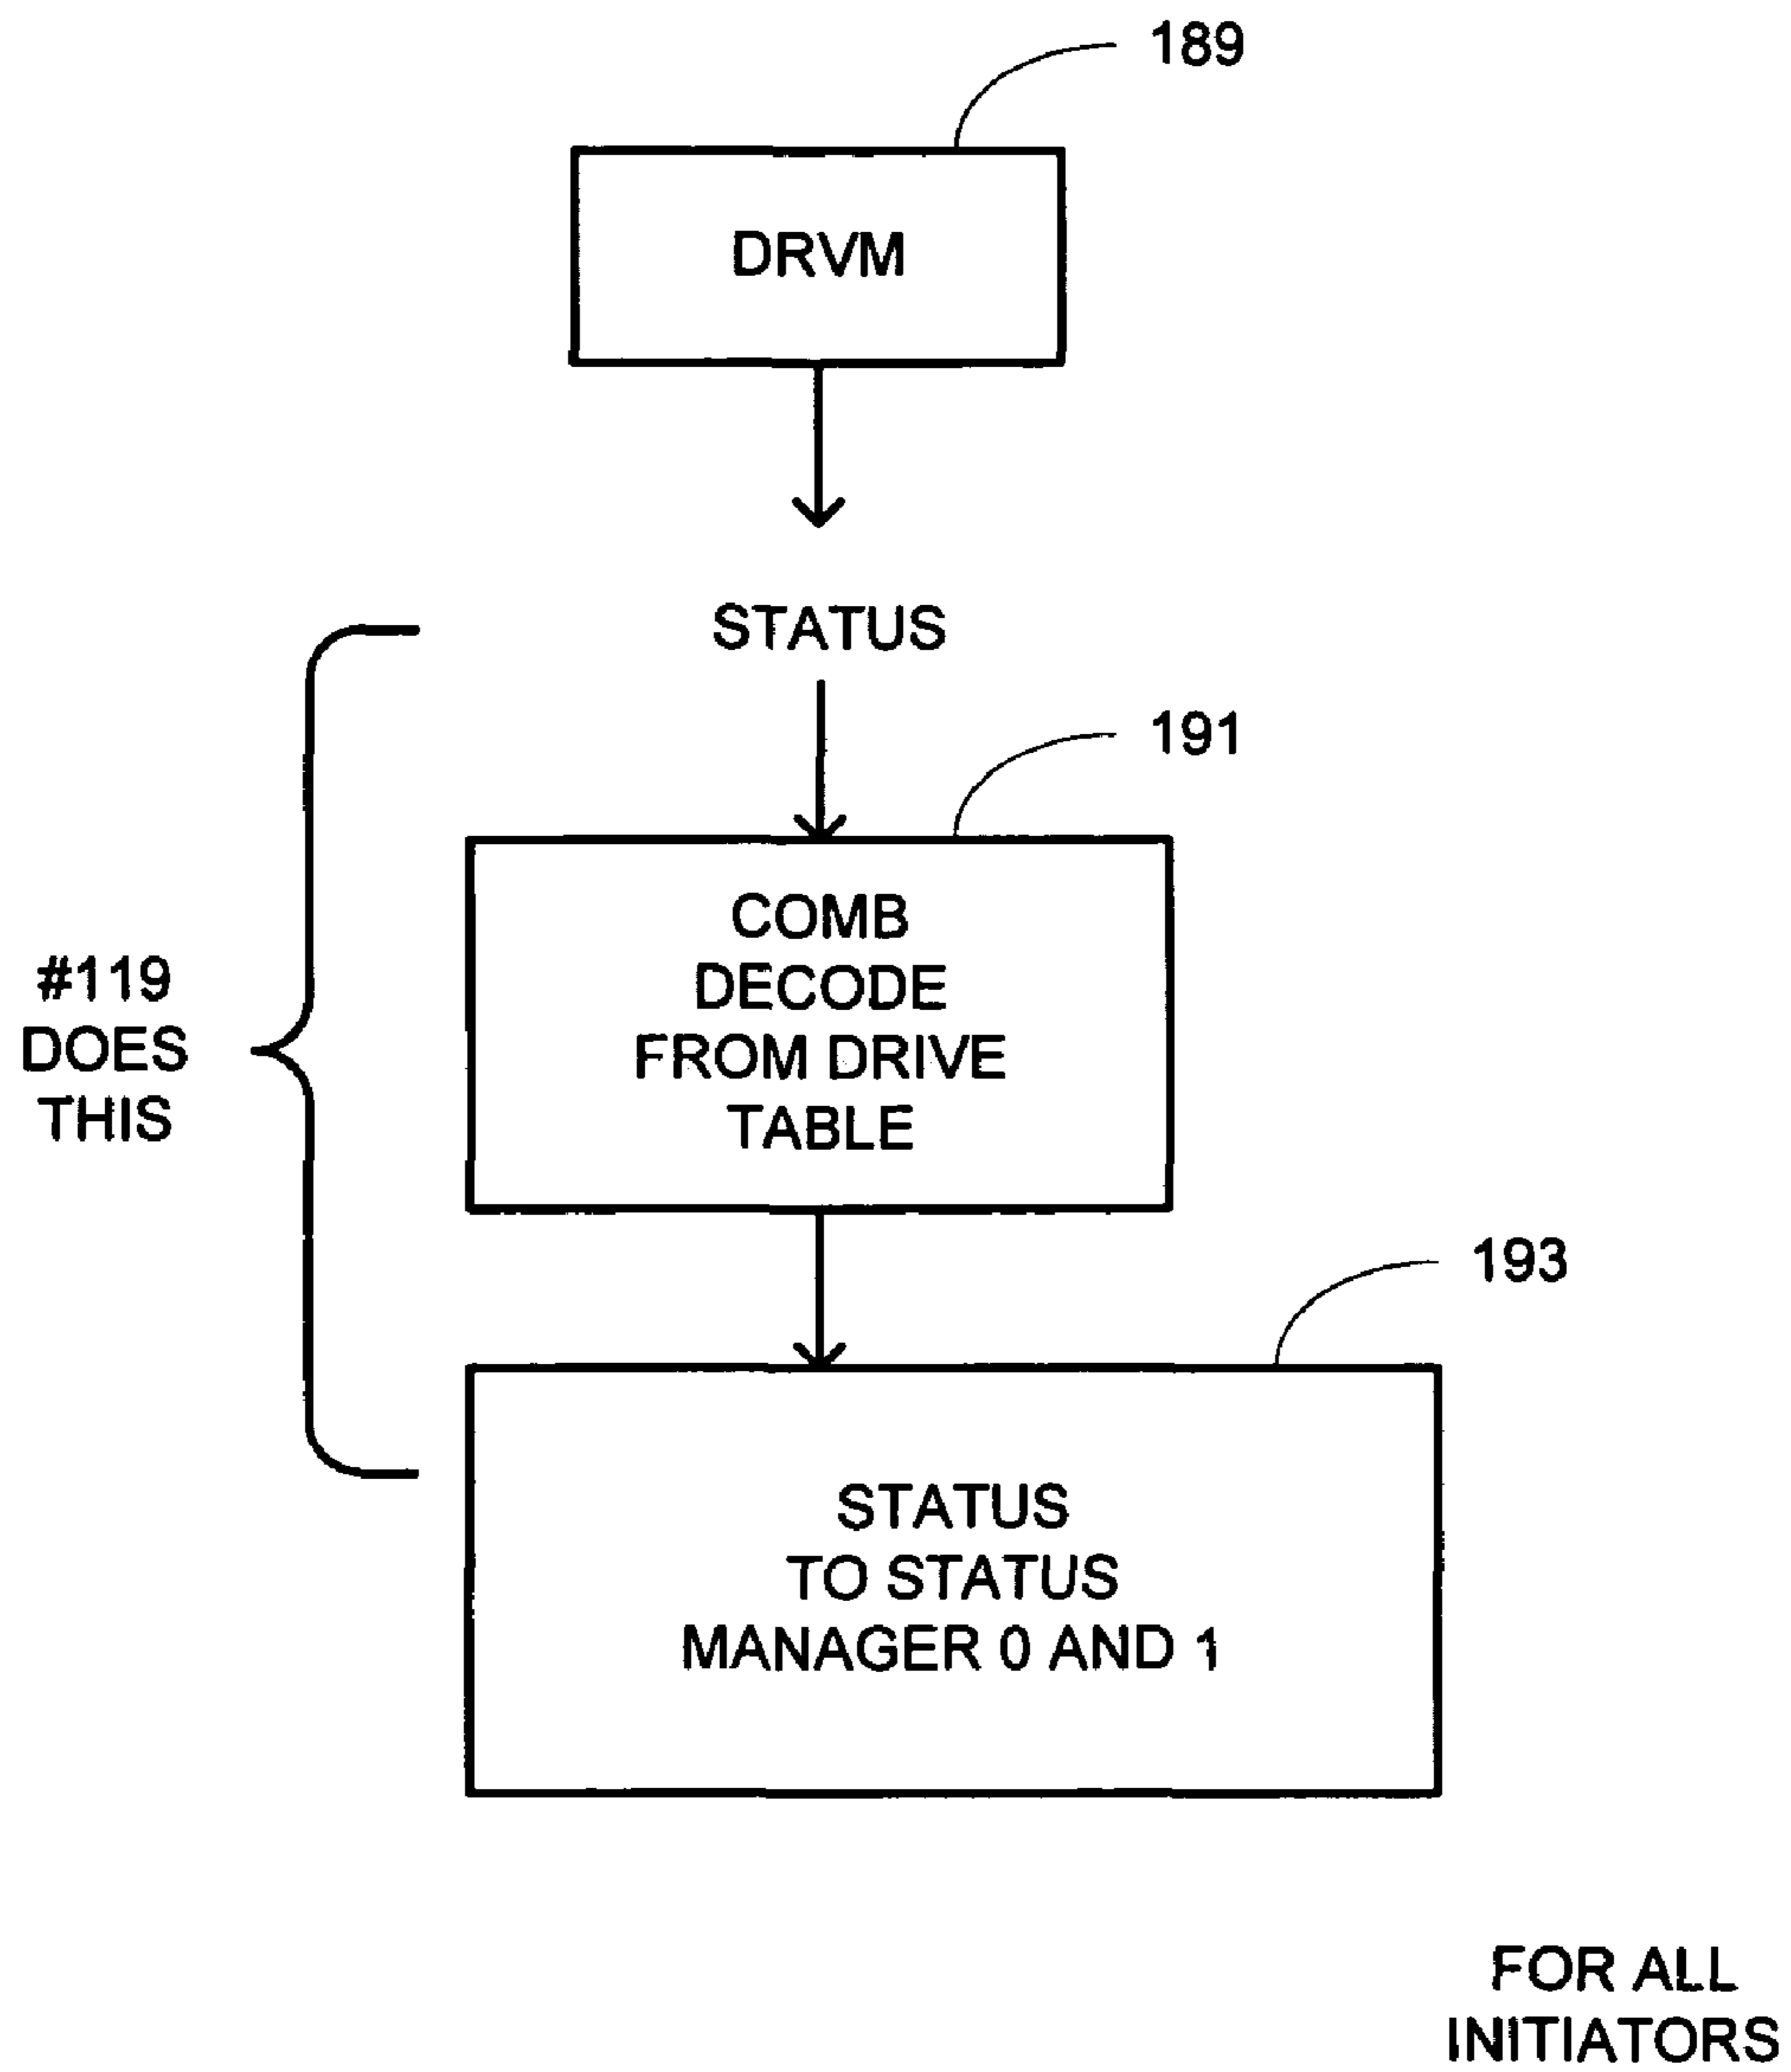 189
DRVM
STATUS
191
COMB
DECODE
FROM DRIVE
TABLE
#119
DOES
THIS
193
STATUS
TO STATUS
MANAGER 0 AND 1
FOR ALL
INITIATORS